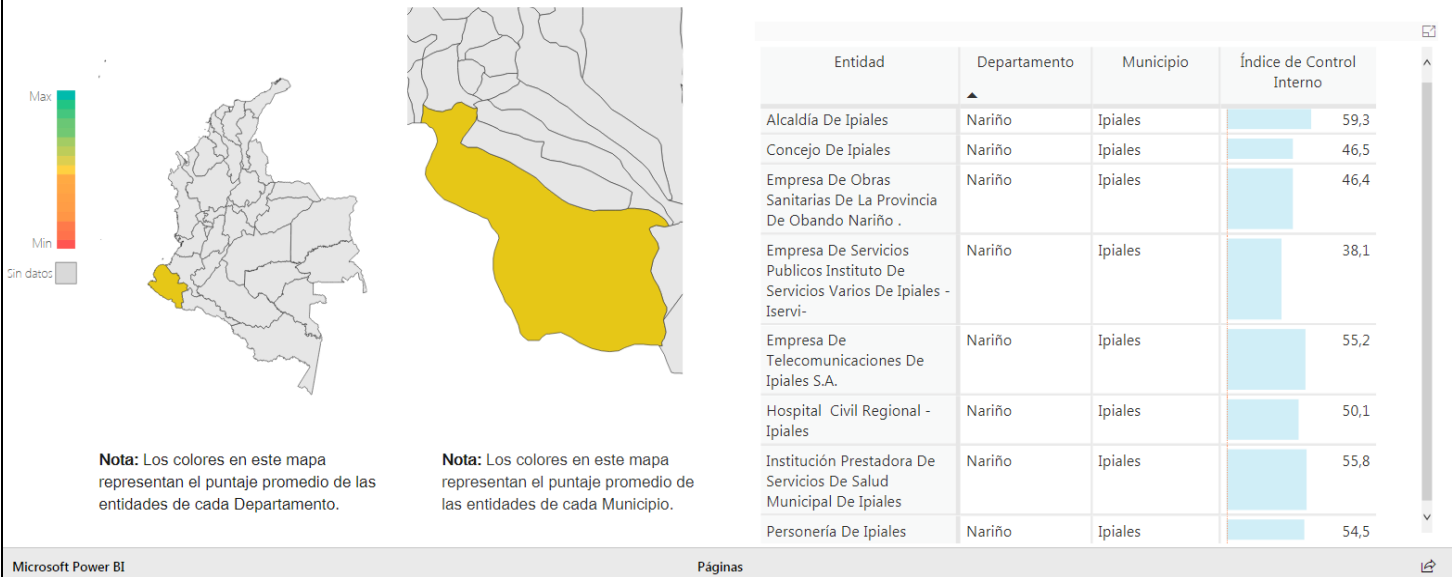 Max
Min
Sin datos
Nota: Los colores en este mapa
representan el puntaje promedio de las
entidades de cada Departamento.
Nota: Los colores en este mapa
representan el puntaje promedio de
las entidades de cada Municipio.
Entidad Departamento Municipio Índice de Control
Interno
Alcaldía De Ipiales Nariño Ipiales 59,3
Concejo De Ipiales Nariño Ipiales 46,5
Empresa De Obras Nariño Ipiales 46,4
Sanitarias De La Provincia
De Obando Nariño .
Empresa De Servicios Nariño Ipiales 38,1
Publicos Instituto De
Servicios Varios De Ipiales -
Iservi-
Empresa De Nariño Ipiales 55,2
Telecomunicaciones De
Ipiales S.A.
Hospital Civil Regional - Nariño Ipiales 50,1
Ipiales
Institución Prestadora De Nariño Ipiales 55,8
Servicios De Salud
Municipal De Ipiales
Personería De Ipiales Nariño Ipiales 54,5
Microsoft Power BI Páginas